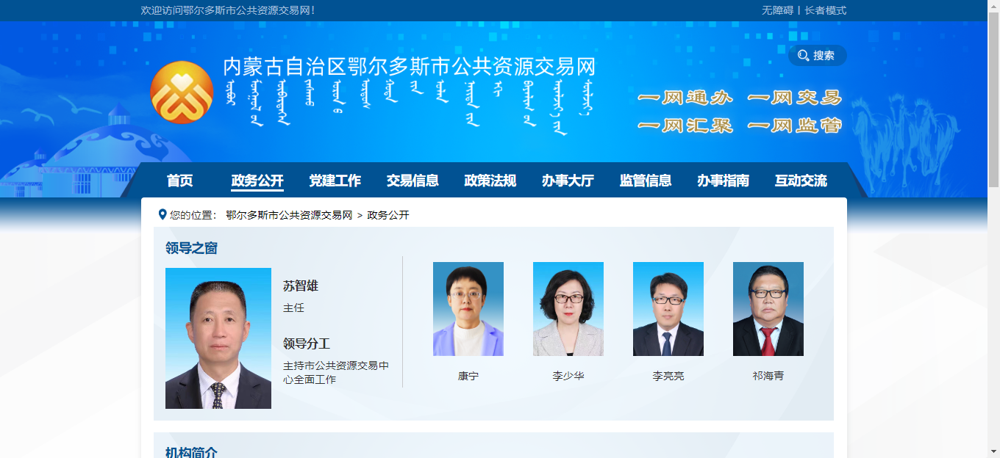 欢迎访问鄂尔多斯市公共资源交易网！
无障碍 | 长者模式
内蒙古自治区鄂尔多斯市公共资源交易网
搜索
一网通办 一网交易
一网汇聚 一网监管
首页 政务公开 党建工作 交易信息 政策法规 办事大厅 监管信息 办事指南 互动交流
您的位置： 鄂尔多斯市公共资源交易网 > 政务公开
领导之窗
苏智雄
主任
领导分工
主持市公共资源交易中
心全面工作
康宁 李少华 李亮亮 祁海青
机构简介